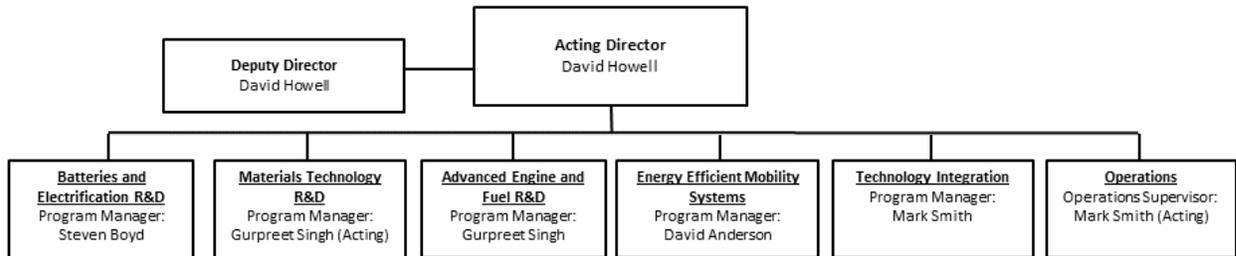 Acting Director
David Howell
Deputy Director
David Howell
Batteries and
Electrification R&D
Program Manager:
Steven Boyd
Materials Technology
R&D
Program Manager:
Gurpreet Singh (Acting)
Advanced Engine and
Fuel R&D
Program Manager:
Gurpreet Singh
Energy Efficient Mobility
Systems
Program Manager:
David Anderson
Technology Integration
Program Manager:
Mark Smith
Operations
Operations Supervisor:
Mark Smith (Acting)